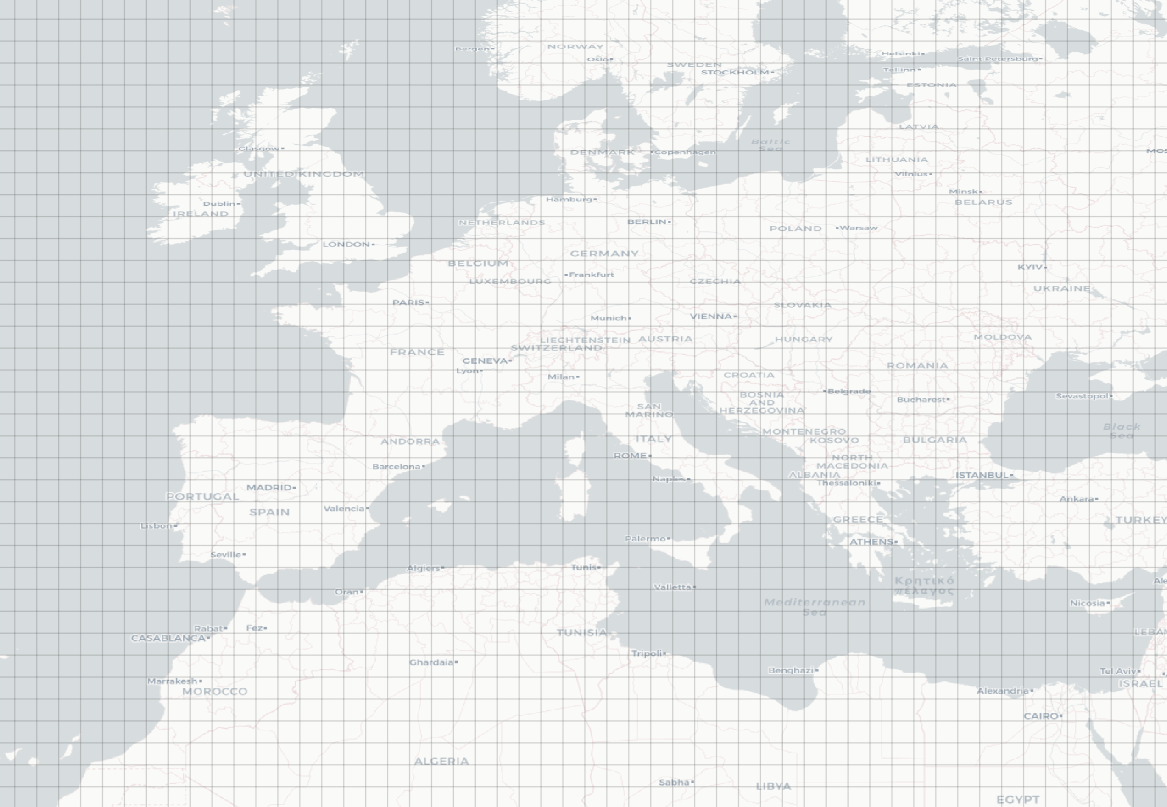 Bergen
NORWAY
Oslo
SWEDEN
STOCKHOLM
Helsinki
Saint Petersburg
Tallinn
ESTONIA
LATVIA
Glasgow
DENMARK
Copenhagen
Baltic
Sea
LITHUANIA
MOS
UNITED KINGDOM
Vilnius
Minsk
BELARUS
Dublin
IRELAND
Hamburg
NETHERLANDS
BERLIN
POLAND
Warsaw
LONDON
GERMANY
BELGIUM
Frankfurt
KYIV
LUXEMBOURG
CZECHIA
UKRAINE
PARIS
SLOVAKIA
Munich
VIENNA
LIECHTENSTEIN
AUSTRIA
HUNGARY
MOLDOVA
FRANCE
SWITZERLAND
GENEVA
Lyon
Milan
CROATIA
ROMANIA
Belgrade
BOSNIA
AND
HERZEGOVINA
Bucharest
Sevastopol
SAN
MARINO
Black
Sea
ANDORRA
ITALY
MONTENEGRO
KOSOVO
BULGARIA
ROME
NORTH
MACEDONIA
Barcelona
ALBANIA
Thessaloniki
ISTANBUL
Naples
MADRID
PORTUGAL
SPAIN
Valencia
Ankara
TURKEY
Lisbon
GREECE
Palermo
ATHENS
Seville
Algiers
Tunis
Κρητικό
πέλαγος
Ale
Oran
Valletta
Mediterranean
Sea
Nicosia
Rabat
Fez
CASABLANCA
TUNISIA
LEBA
Tripoli
Ghardaia
Benghazi
Tel Aviv
Marrakesh
MOROCCO
Alexandria
ISRAEL
CAIRO
ALGERIA
Sabha
LIBYA
EGYPT